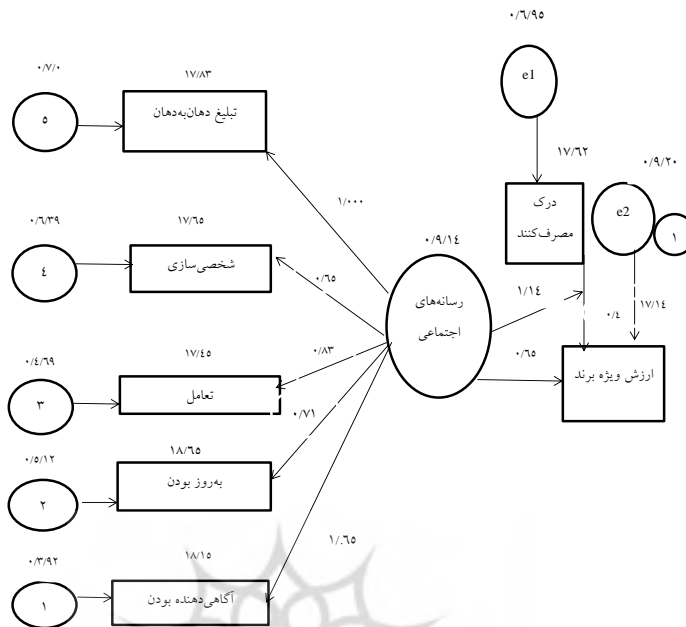 ۰/۶/۹۵
e1
۰/۷/۰
۱۷/۸۳
۵
تبلیغ دهان‌به‌دهان
۱۷/۶۲
۰/۹/۲۰
درک
مصرف‌کنند
e2
۱
۱/۰۰۰
۰/۶/۳۹
۱۷/۶۵
۴
شخصی‌سازی
۰/۶۵
۰/۹/۱۴
رسانه‌های
اجتماعی
۱/۱۴
۱۷/۱۴
۰/٤
۰/۴/۶۹
۱۷/۴۵
۰/۸۳
۰/۶۵
ارزش ویژه برند
۳
تعامل
۰/۷۱
۰/۵/۱۲
۱۸/۶۵
۲
به‌روز بودن
۱/.۶۵
۰/۳/۹۲
۱۸/۱۵
۱
آگاهی‌دهنده بودن